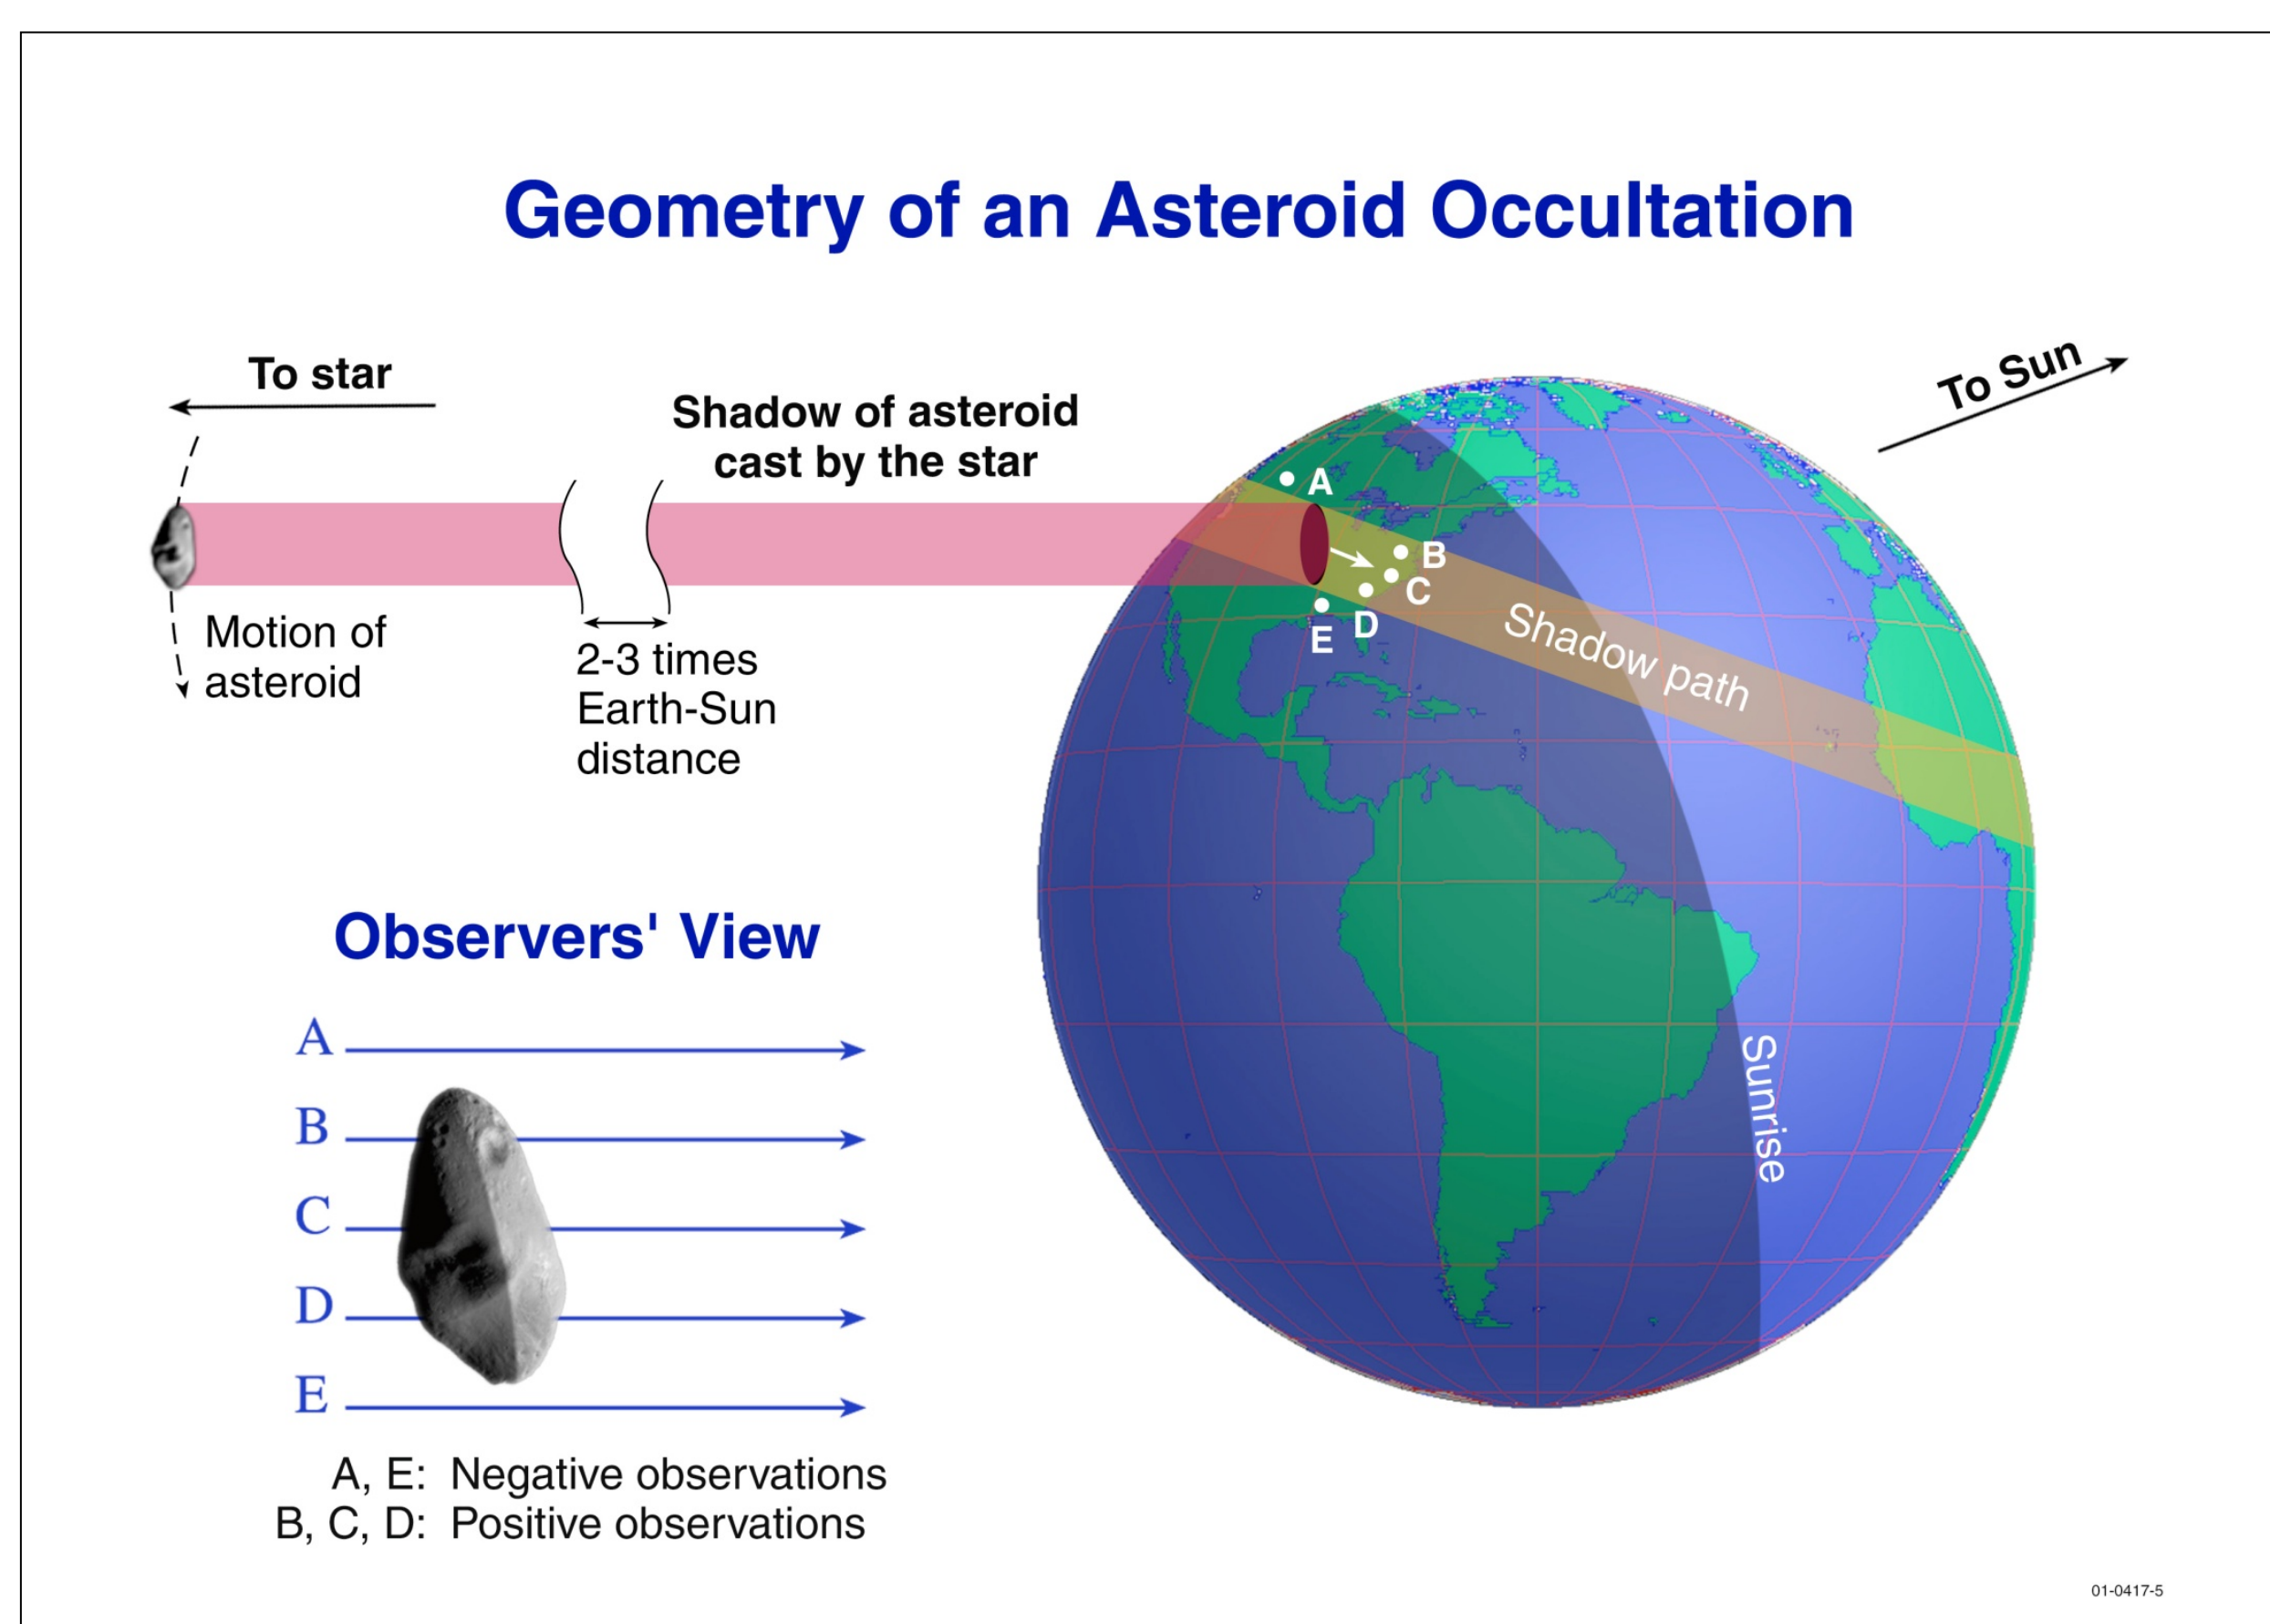 Geometry of an Asteroid Occultation
To star
Shadow of asteroid
cast by the star
To Sun
A
B
C
D
E
Motion of
asteroid
2-3 times
Earth-Sun
distance
Shadow path
Sunrise
Observers' View
A
B
C
D
E
A, E: Negative observations
B, C, D: Positive observations
01-0417-5